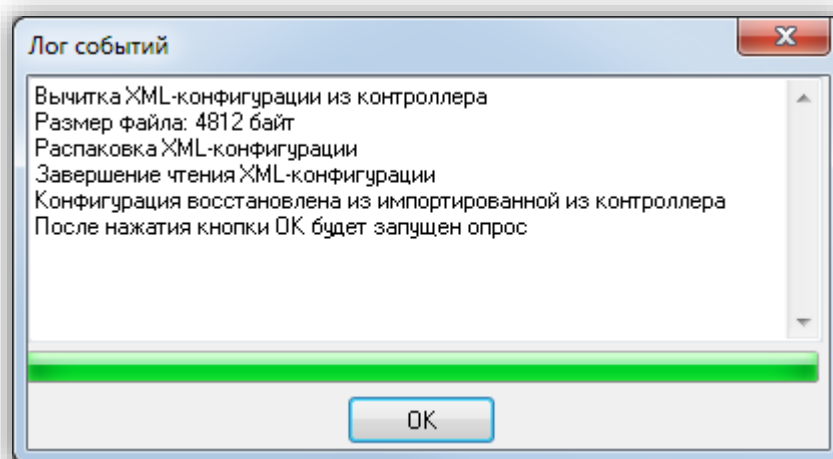 Лог событий
Вычитка XML-конфигурации из контроллера
Размер файла: 4812 байт
Распаковка XML-конфигурации
Завершение чтения XML-конфигурации
Конфигурация восстановлена из импортированной из контроллера
После нажатия кнопки ОК будет запущен опрос
OK